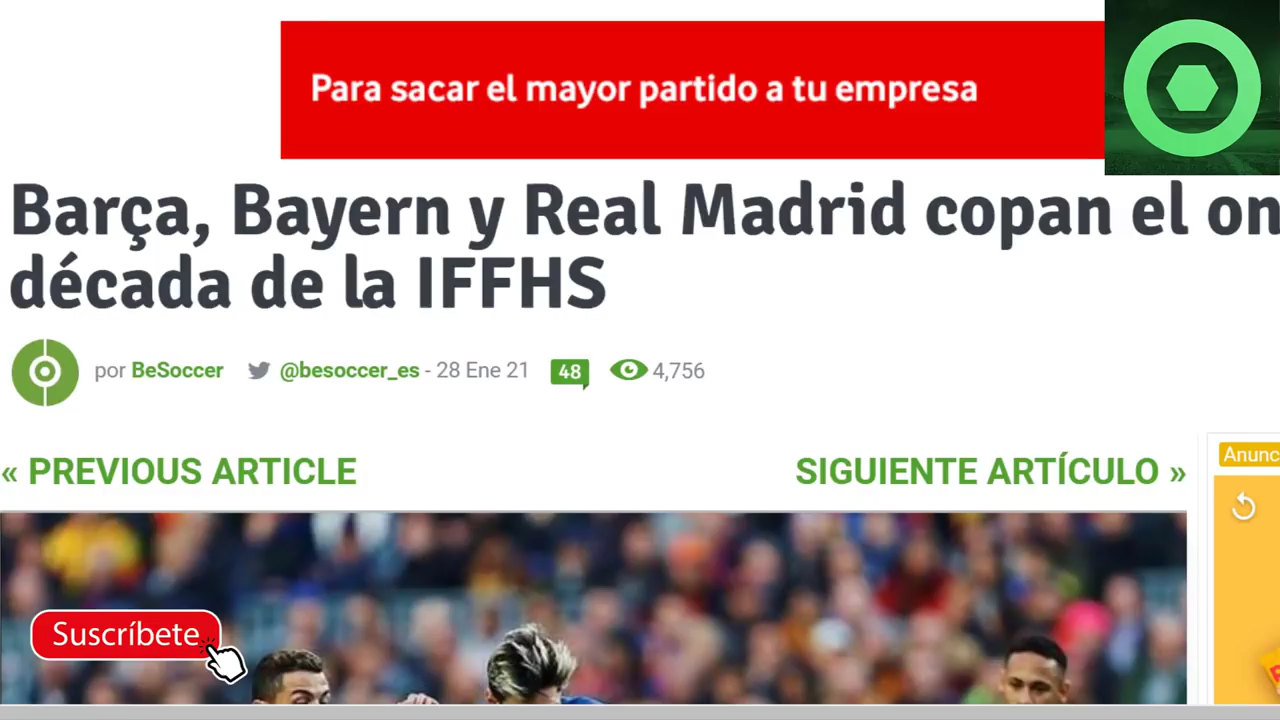 Para sacar el mayor partido a tu empresa
Barça, Bayern y Real Madrid copan el on
década de la IFFHS
por BeSoccer @besoccer_es - 28 Ene 21 48 4,756
« PREVIOUS ARTICLE SIGUIENTE ARTÍCULO »
Anunc
Suscríbete